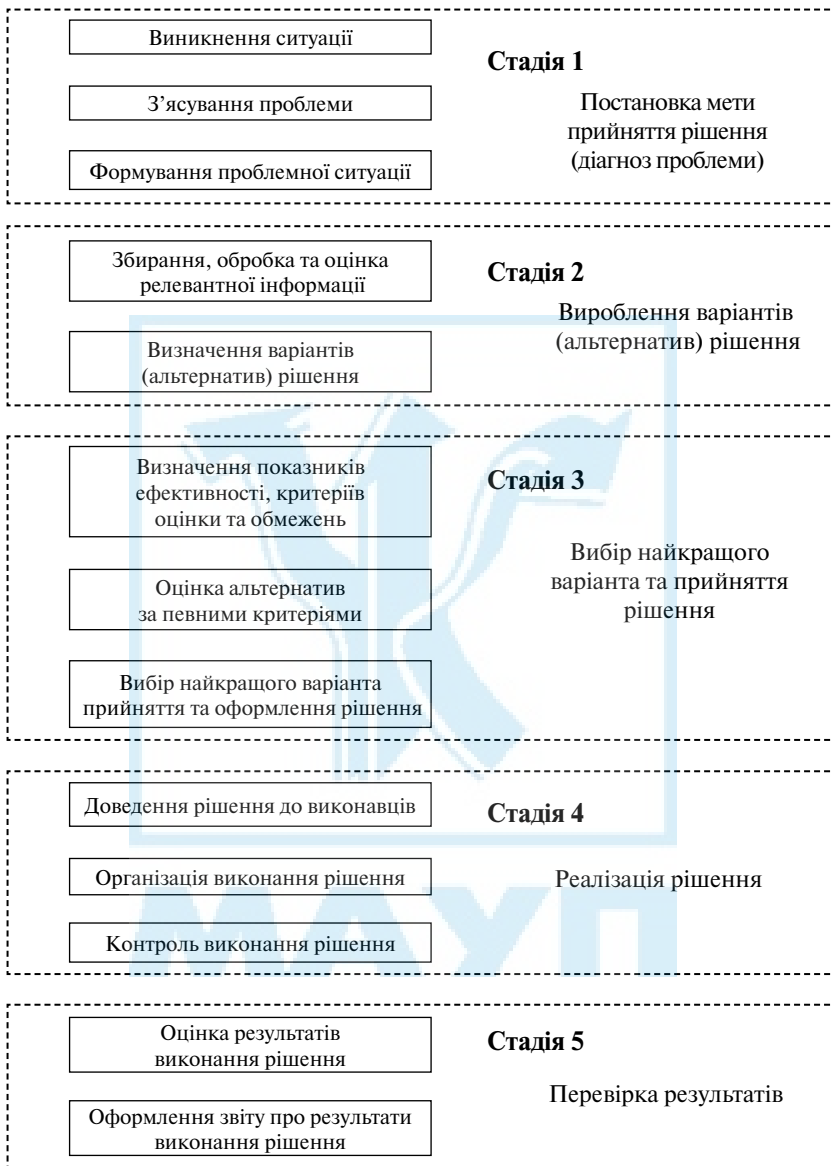 Виникнення ситуації
З’ясування проблеми
Формування проблемної ситуації
Стадія 1
Постановка мети
прийняття рішення
(діагноз проблеми)
Збирання, обробка та оцінка
релевантної інформації
Визначення варіантів
(альтернатив) рішення
Стадія 2
Вироблення варіантів
(альтернатив) рішення
Визначення показників
ефективності, критеріїв
оцінки та обмежень
Оцінка альтернатив
за певними критеріями
Вибір найкращого варіанта
прийняття та оформлення рішення
Стадія 3
Вибір найкращого
варіанта та прийняття
рішення
Доведення рішення до виконавців
Організація виконання рішення
Контроль виконання рішення
Стадія 4
Реалізація рішення
Оцінка результатів
виконання рішення
Оформлення звіту про результати
виконання рішення
Стадія 5
Перевірка результатів
МАУП